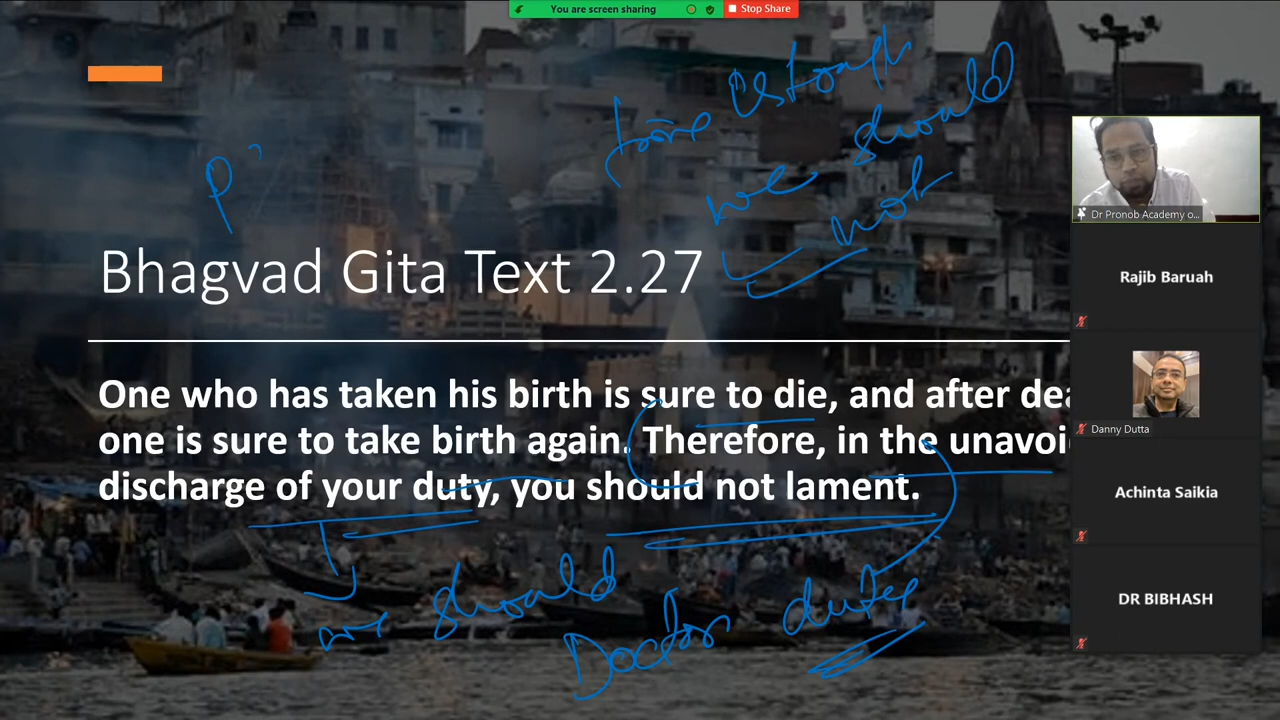 You are screen sharing
Stop Share
we should
not
Bhagvad Gita Text 2.27
One who has taken his birth is sure to die, and after dea
one is sure to take birth again. Therefore, in the unavoi
discharge of your duty, you should not lament.
we should
Doctor duty
Dr Pronob Academy o...
Rajib Baruah
Danny Dutta
Achinta Saikia
DR BIBHASH